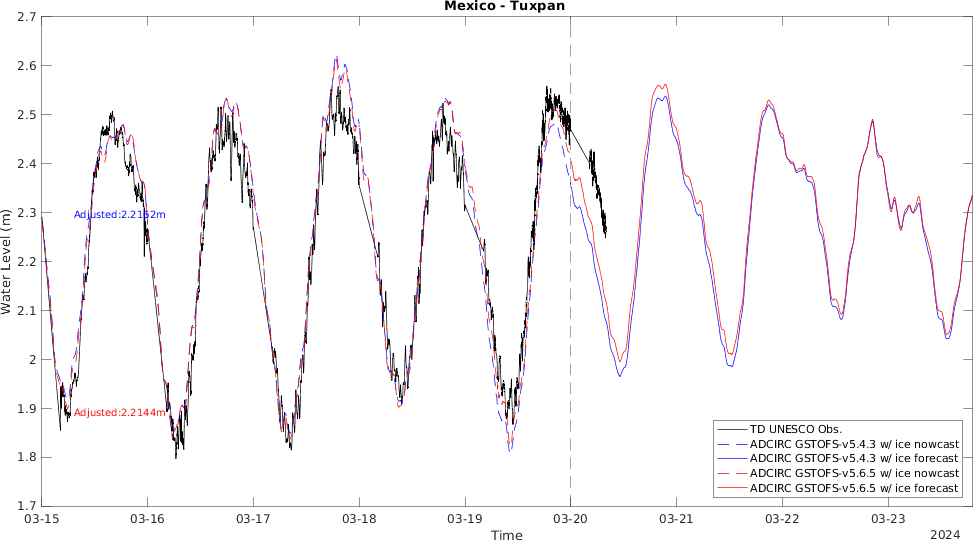 Mexico - Tuxpan
2.7
2.6
2.5
2.4
2.3
2.2
2.1
2
1.9
1.8
1.7
Water Level (m)
Adjusted:2.2162m
Adjusted:2.2144m
TD UNESCO Obs.
ADCIRC GSTOFS-v5.4.3 w/ ice nowcast
ADCIRC GSTOFS-v5.4.3 w/ ice forecast
ADCIRC GSTOFS-v5.6.5 w/ ice nowcast
ADCIRC GSTOFS-v5.6.5 w/ ice forecast
03-15 03-16 03-17 03-18 03-19 03-20 03-21 03-22 03-23
Time
2024